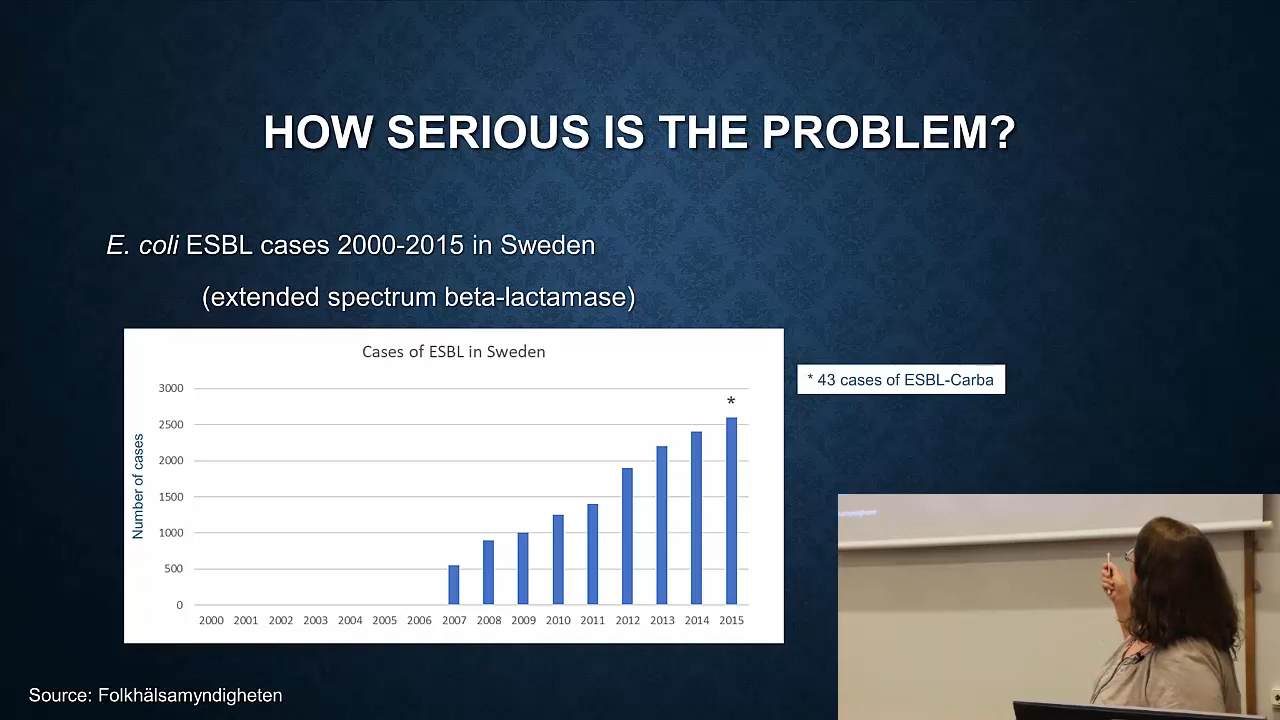 HOW SERIOUS IS THE PROBLEM?
E. coli ESBL cases 2000-2015 in Sweden
(extended spectrum beta-lactamase)
Cases of ESBL in Sweden
* 43 cases of ESBL-Carba
Number of cases
3000
2500
2000
1500
1000
500
0
*
2000 2001 2002 2003 2004 2005 2006 2007 2008 2009 2010 2011 2012 2013 2014 2015
Source: Folkhälsamyndigheten